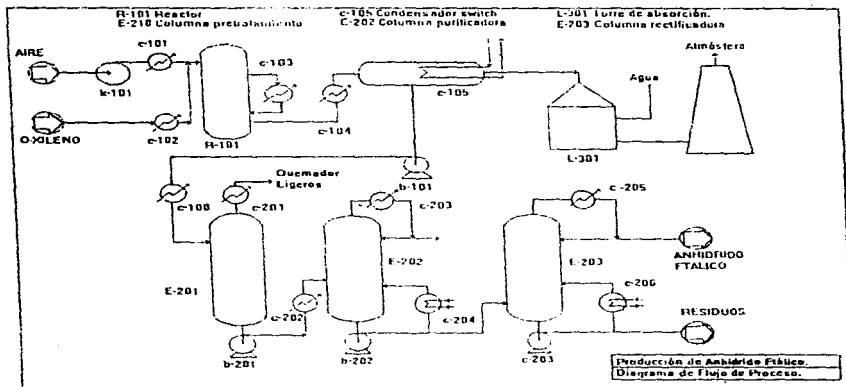 R-101 Reactor
E-210 Columna pretratamiento
c-105 Condensador switch
C-202 Columna purificadora
L-301 Torre de absorción.
E-203 Columna rectificadora
AIRE
c-101
k-101
c-103
O-XILENO
c-102
R-101
c-104
c-105
Agua
Atmósfera
L-301
b-101
Quemador
Ligeros
c-100
c-201
c-203
c-205
E-201
E-202
E-203
ANHIDRIDO
FTALICO
c-202
c-204
c-206
RESIDUOS
b-201
b-202
c-203
Producción de Anhídrido Ftálico.
Diagrama de Flujo de Proceso.